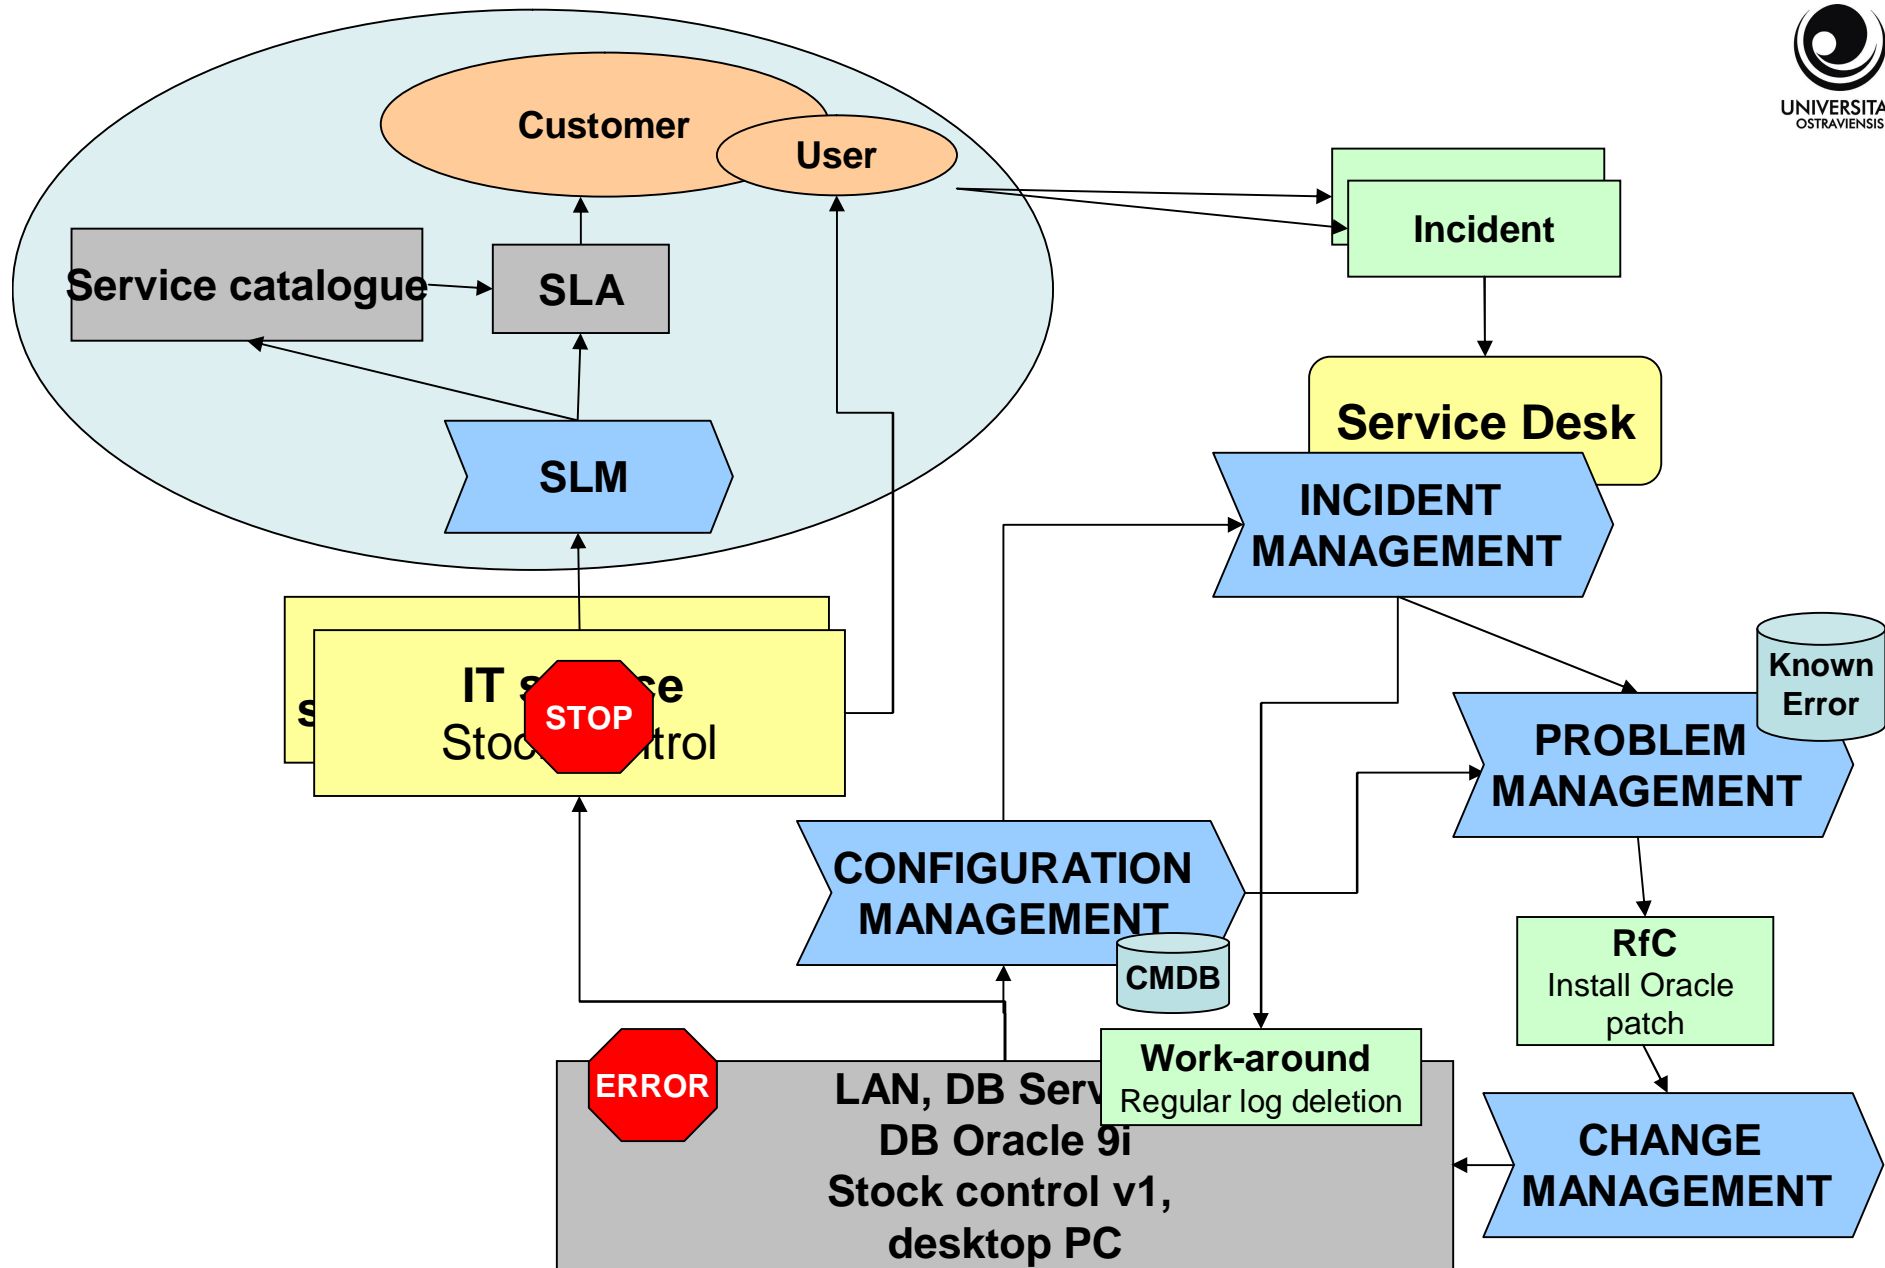 UNIVERSITA
OSTRAVIENSIS
Customer
User
Incident
Service catalogue
SLA
Service Desk
SLM
INCIDENT
MANAGEMENT
IT
STOP
Known
Error
PROBLEM
MANAGEMENT
CONFIGURATION
MANAGEMENT
CMDB
RfC
Install Oracle
patch
ERROR
Work-around
Regular log deletion
LAN, DB Serv
DB Oracle 9i
Stock control v1,
desktop PC
CHANGE
MANAGEMENT